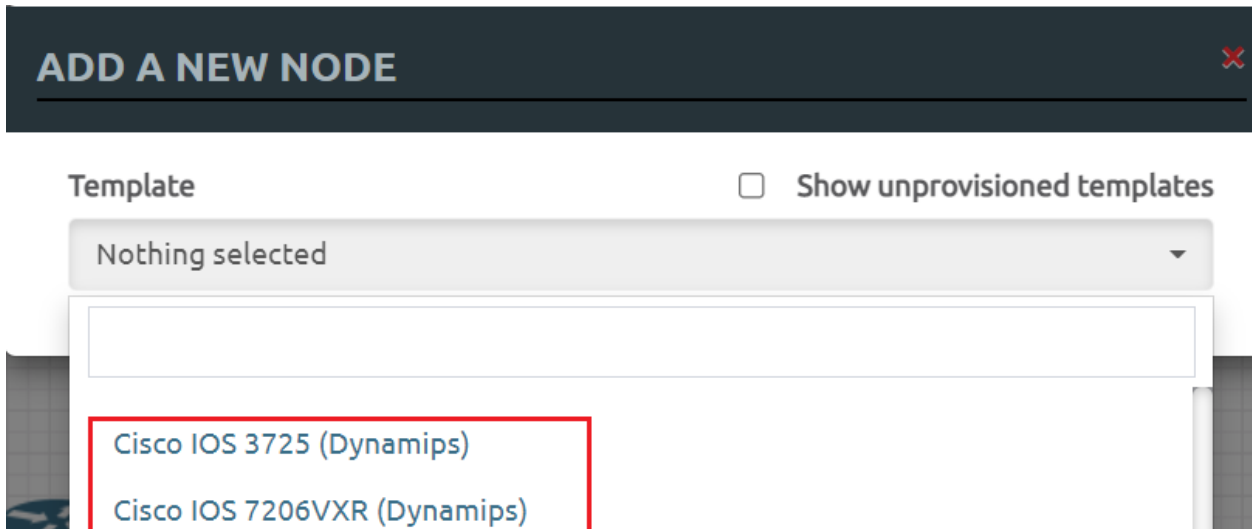 ADD A NEW NODE
Template
Show unprovisioned templates
Nothing selected
Cisco IOS 3725 (Dynamips)
Cisco IOS 7206VXR (Dynamips)